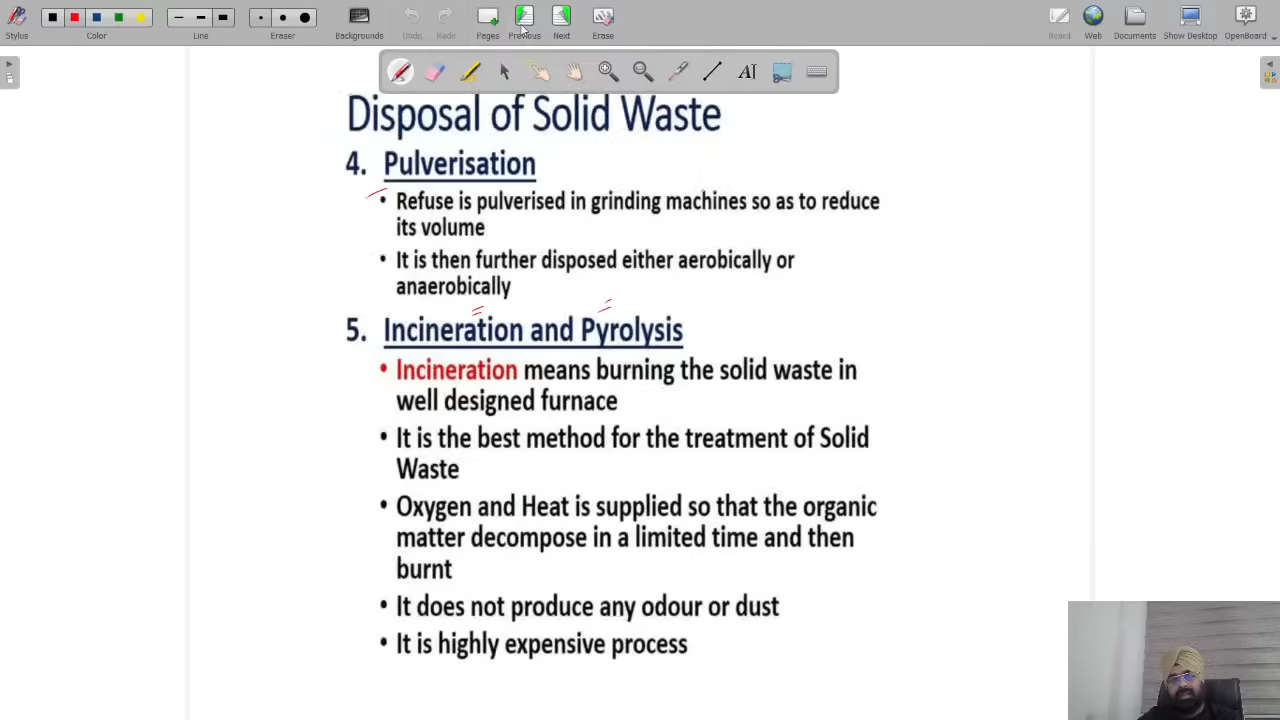 Stylus
Color
Line
Eraser
Backgrounds
Undo
Redo
Pages
Previous
Next
Erase
Board
Web
Documents
Show Desktop
OpenBoard
AI
Disposal of Solid Waste
4. Pulverisation
• Refuse is pulverised in grinding machines so as to reduce
its volume
• It is then further disposed either aerobically or
anaerobically
5. Incineration and Pyrolysis
• Incineration means burning the solid waste in
well designed furnace
• It is the best method for the treatment of Solid
Waste
• Oxygen and Heat is supplied so that the organic
matter decompose in a limited time and then
burnt
• It does not produce any odour or dust
• It is highly expensive process